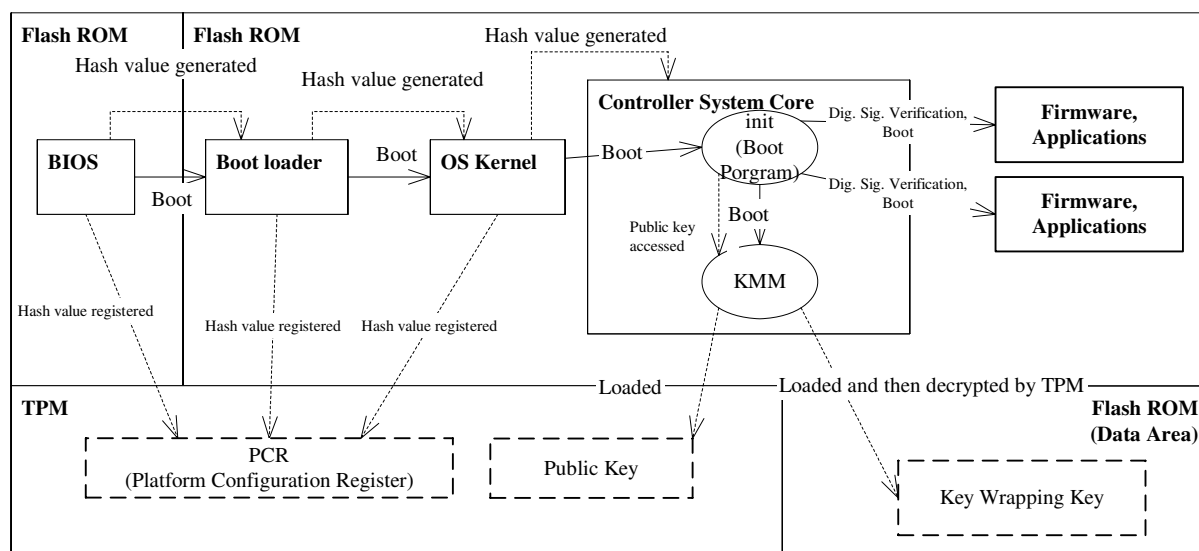 Flash ROM
Flash ROM
Hash value generated
Hash value generated
Hash value generated
Controller System Core
BIOS
Boot
Boot loader
Boot
OS Kernel
Boot
init
(Boot
Porgram)
Dig. Sig. Verification,
Boot
Firmware,
Applications
Dig. Sig. Verification,
Boot
Firmware,
Applications
Public key
accessed
Boot
KMM
Hash value registered
Hash value registered
Hash value registered
Loaded
Loaded and then decrypted by TPM
TPM
Flash ROM
(Data Area)
PCR
(Platform Configuration Register)
Public Key
Key Wrapping Key